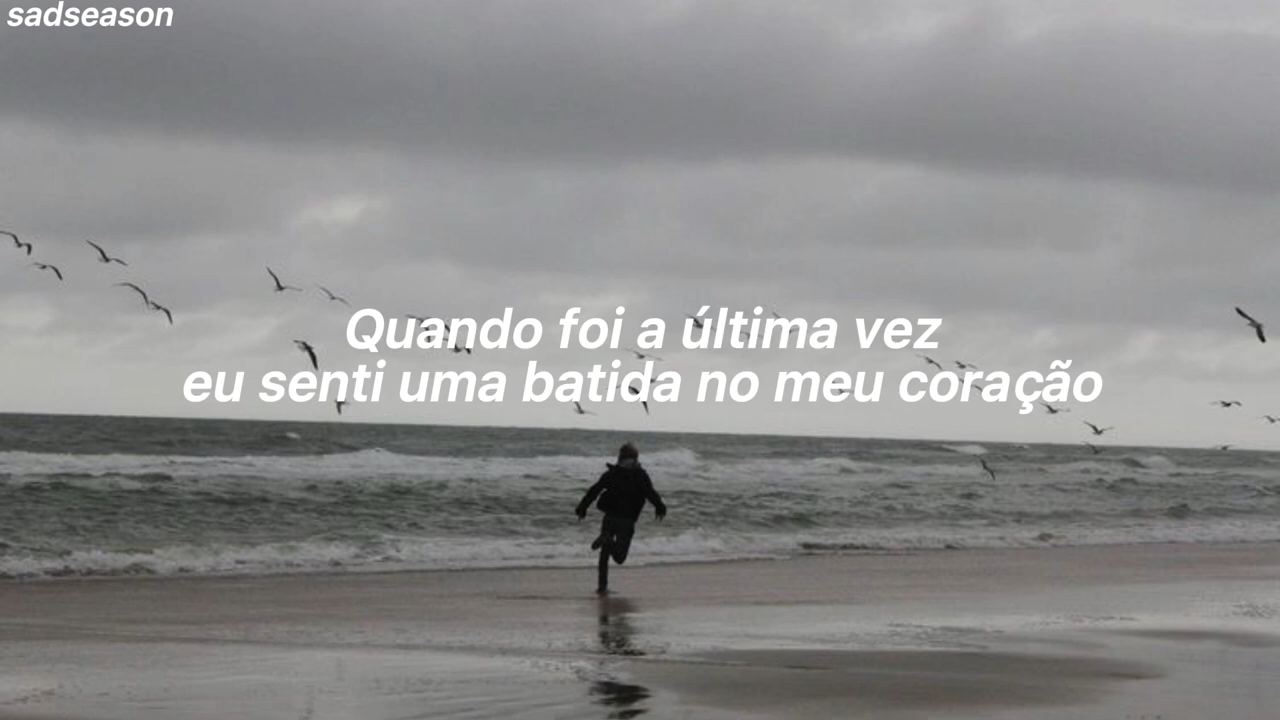 sadseason
Quando foi a última vez
eu senti uma batida no meu coração